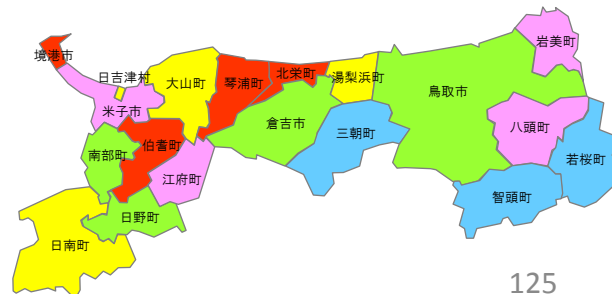 岩美町
境港市
北栄町
湯梨浜町
日吉津村
大山町
琴浦町
鳥取市
米子市
倉吉市
三朝町
八頭町
伯耆町
南部町
若桜町
江府町
智頭町
日野町
日南町
125